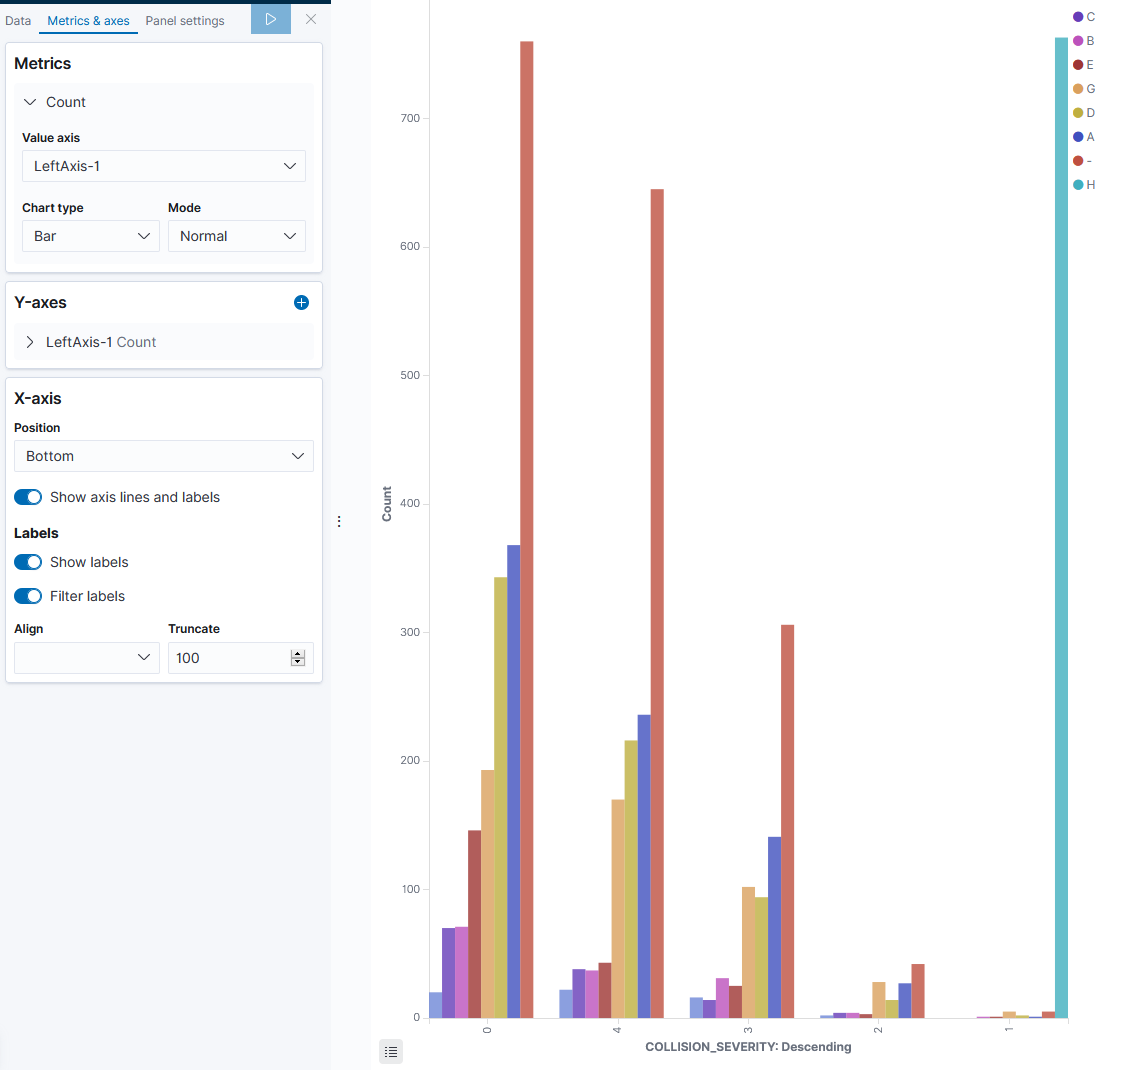 Data Metrics & axes Panel settings
Metrics
Count
Value axis
LeftAxis-1
Chart type Mode
Bar Normal
Y-axes
LeftAxis-1 Count
X-axis
Position
Bottom
Show axis lines and labels
Labels
Show labels
Filter labels
Align Truncate
100
Count
700
600
500
400
300
200
100
0
0 4 3 2 1
COLLISION_SEVERITY: Descending
C
B
E
G
D
A
-
H